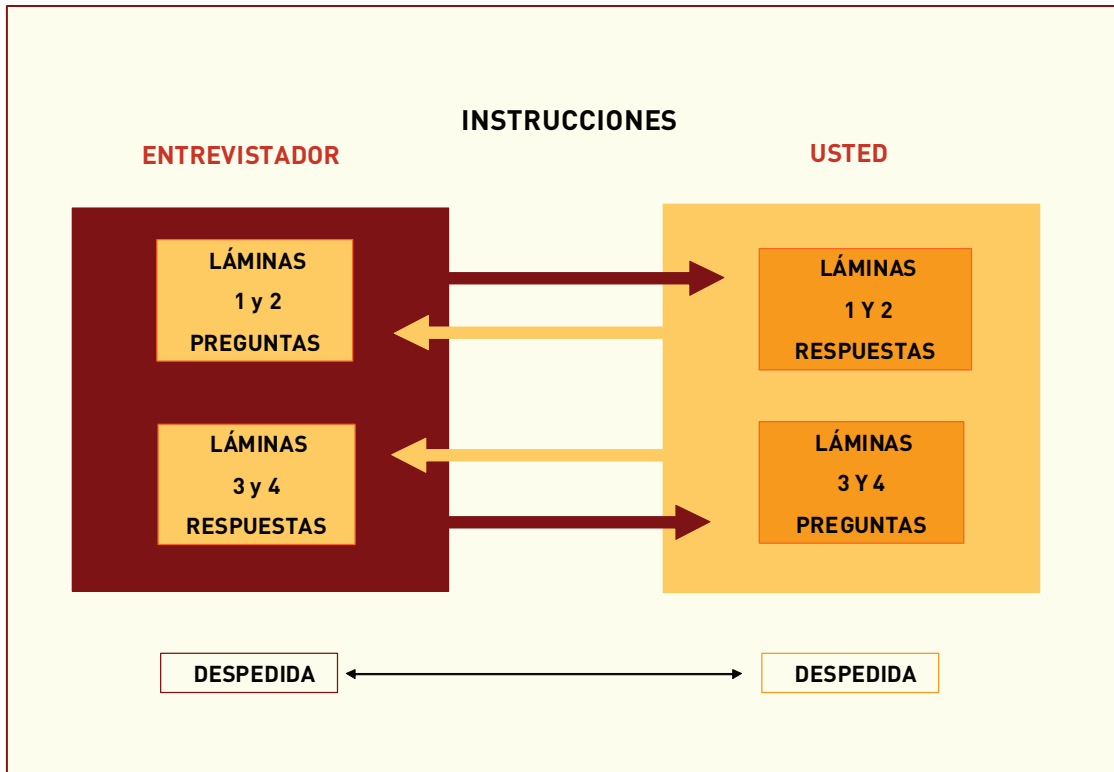 INSTRUCCIONES
ENTREVISTADOR
USTED
LÁMINAS
1 y 2
PREGUNTAS
LÁMINAS
1 Y 2
RESPUESTAS
LÁMINAS
3 y 4
RESPUESTAS
LÁMINAS
3 Y 4
PREGUNTAS
DESPEDIDA
DESPEDIDA